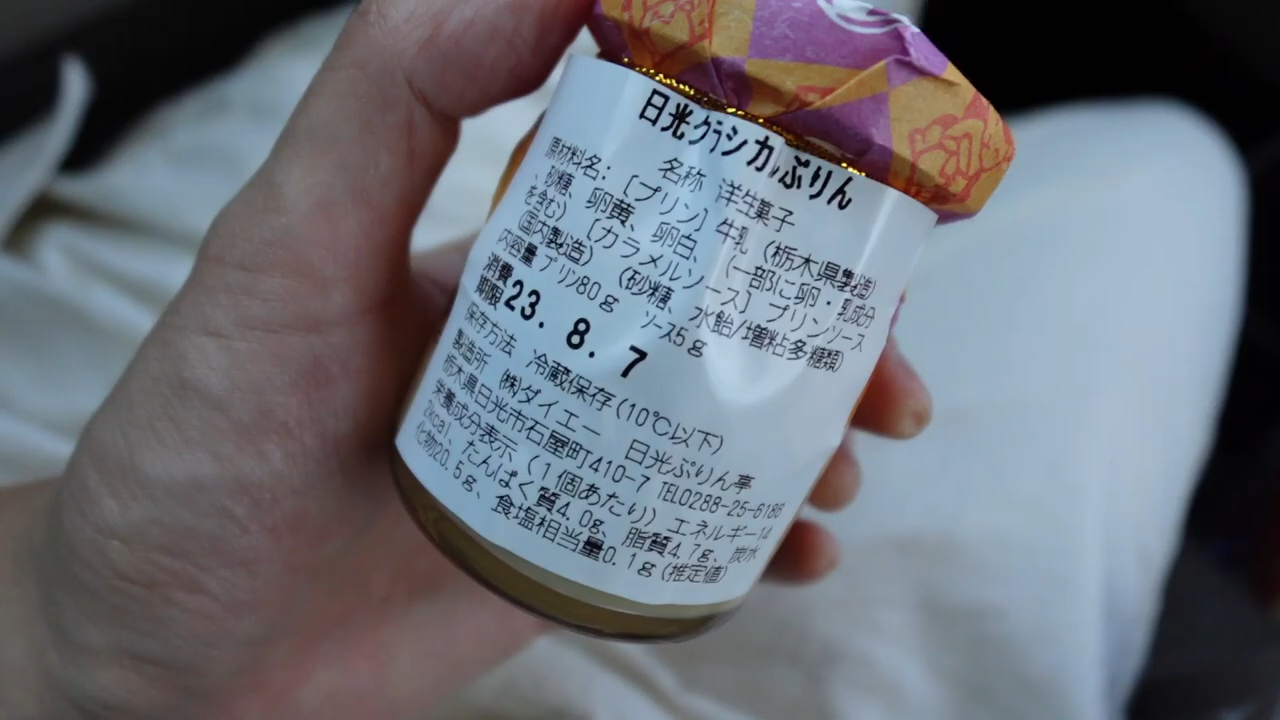 日光クラシカルぷりん
名称 洋生菓子
原材料名：〔プリン〕牛乳（栃木県製造）
、砂糖、卵黄、卵白、（一部に卵・乳成分
を含む）〔カラメルソース〕プリンソース
（国内製造）（砂糖、水飴/増粘多糖類）
内容量 プリン80g ソース5g
消費期限 23. 8. 7
保存方法 冷蔵保存(10℃以下)
製造所 (株)ダイエー 日光ぷりん亭
栃木県日光市石屋町410-7 TEL0288-25-6186
栄養成分表示（1個あたり）エネルギー14
2kcal、たんぱく質4.0g、脂質4.7g、炭水
化物20.5g、食塩相当量0.1g(推定値)